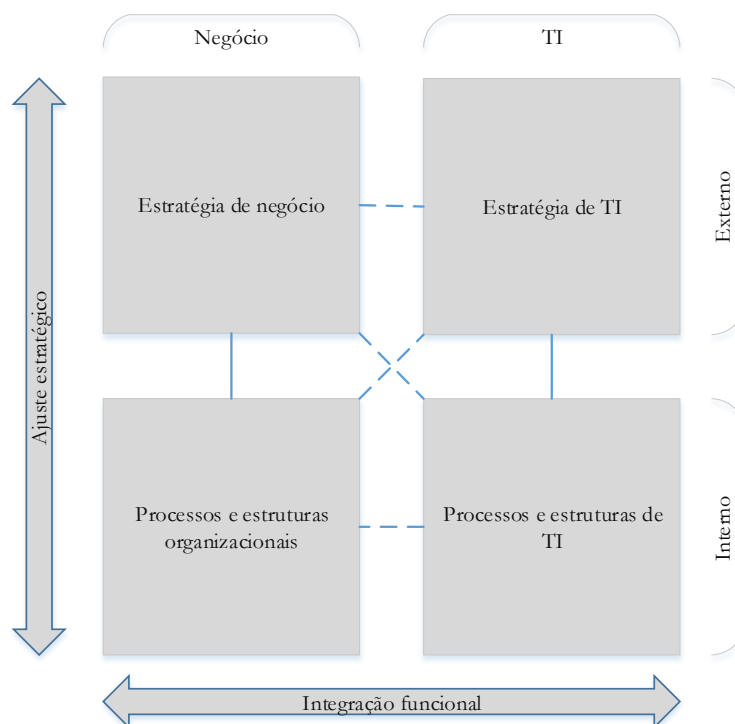 Negócio
TI
Estratégia de negócio
Estratégia de TI
Externo
Ajuste estratégico
Processos e estruturas
organizacionais
Processos e estruturas de
TI
Interno
Integração funcional